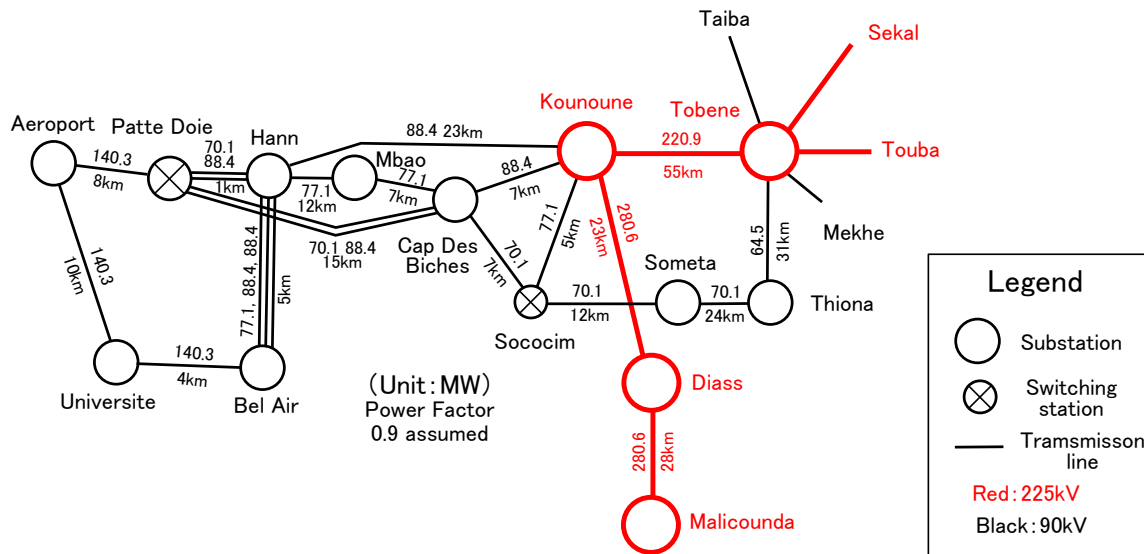 Taiba
Sekal
Kounoune
Tobene
Aeroport
Patte Doie
Hann
70.1
88.4
88.4 23km
220.9
55km
Touba
140.3
8km
1km
Mbao
77.1
12km
77.1
7km
88.4
7km
70.1 88.4
15km
Cap Des
Biches
70.1
7km
77.1
5km
280.6
23km
64.5
31km
Mekhe
140.3
10km
77.1, 88.4, 88.4
5km
Someta
70.1
12km
70.1
24km
Thiona
Sococim
140.3
4km
Universite
Bel Air
(Unit:MW)
Power Factor
0.9 assumed
Diass
280.6
28km
Malicounda
Legend
Substation
Switching
station
Tramsmisson
line
Red:225kV
Black:90kV